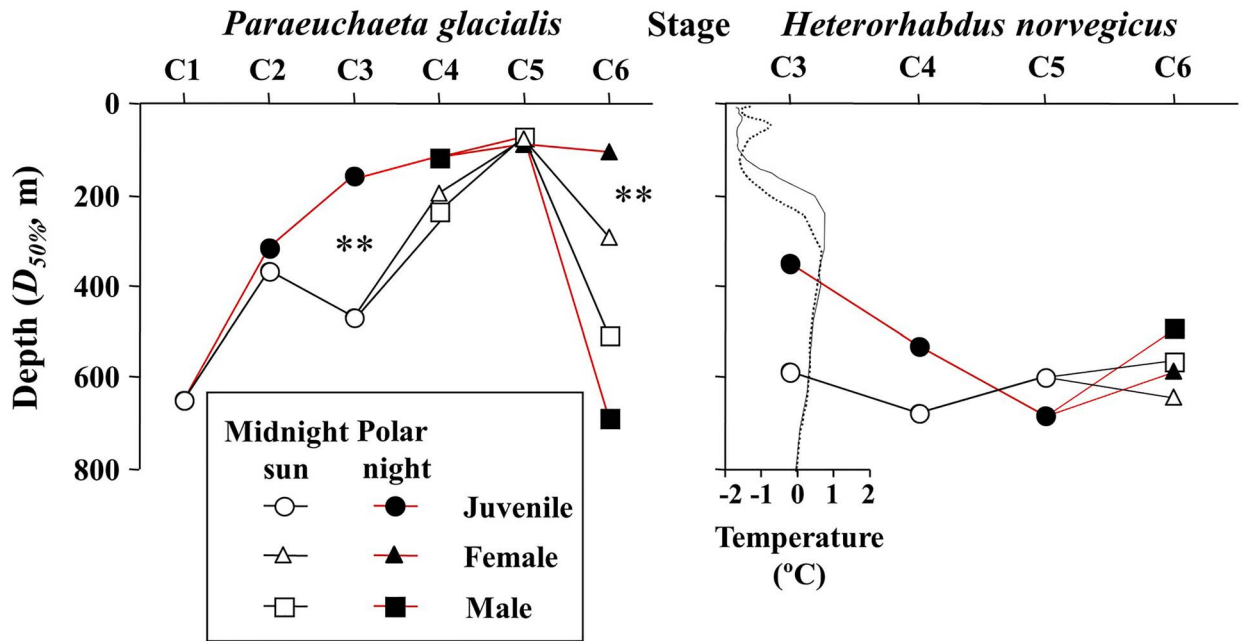 Paraeuchaeta glacialis Stage Heterorhabdus norvegicus
C1 C2 C3 C4 C5 C6 C3 C4 C5 C6
Depth (D50%, m)
0
200
400
600
800
**
**
Midnight Polar
sun night
Juvenile
Female
Male
-2 -1 0 1 2
Temperature
(ºC)